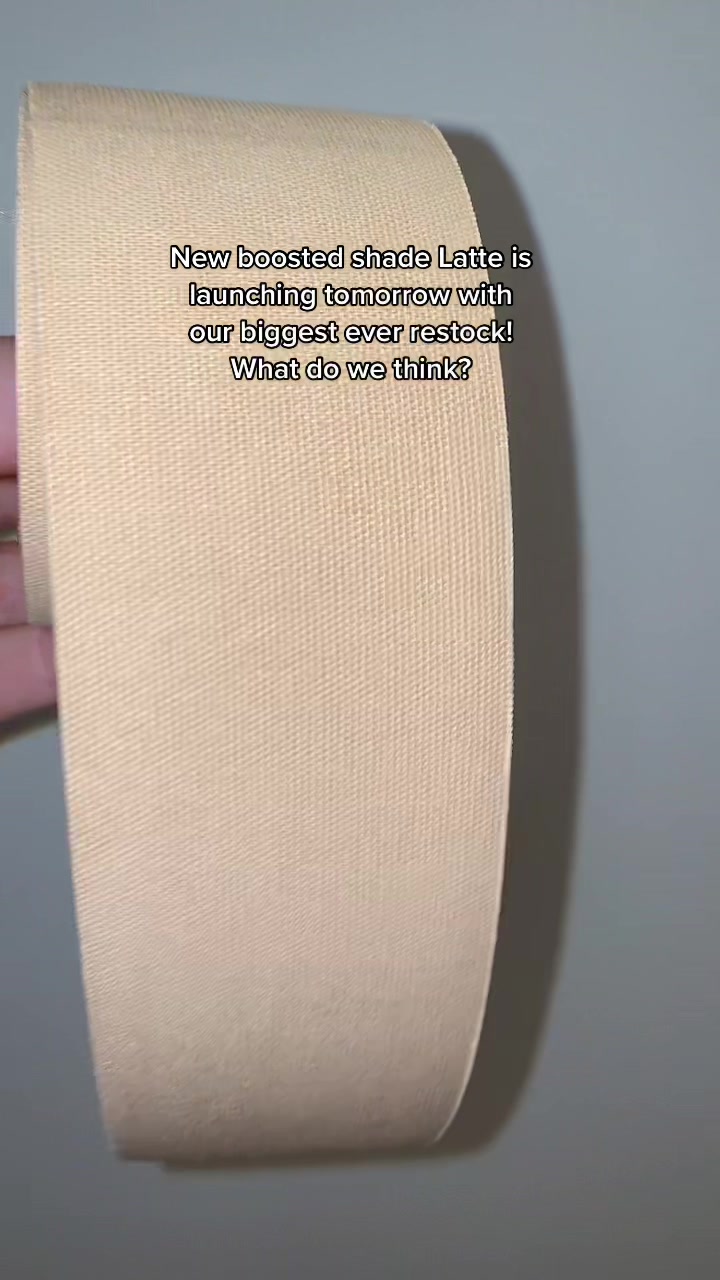 New boosted shade Latte is
launching tomorrow with
our biggest ever restock!
What do we think?